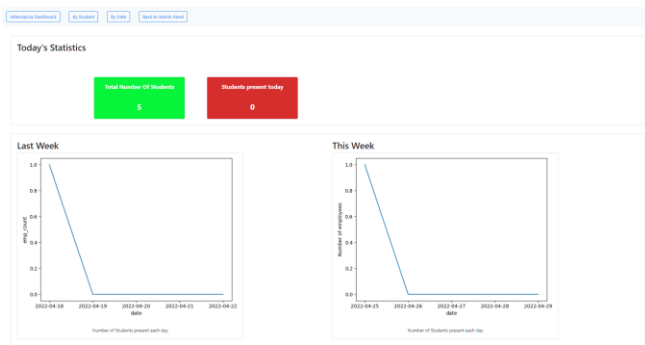 Attendance Dashboard By Student By Date Back to Admin Panel
Today's Statistics
Total Number Of Students
5
Students present today
0
Last Week
1.0
0.8
0.6
0.4
0.2
0.0
emp_count
2022-04-18 2022-04-19 2022-04-20 2022-04-21 2022-04-22
date
Number of Students present each day
This Week
1.0
0.8
0.6
0.4
0.2
0.0
Number of employees
2022-04-25 2022-04-26 2022-04-27 2022-04-28 2022-04-29
date
Number of Students present each day